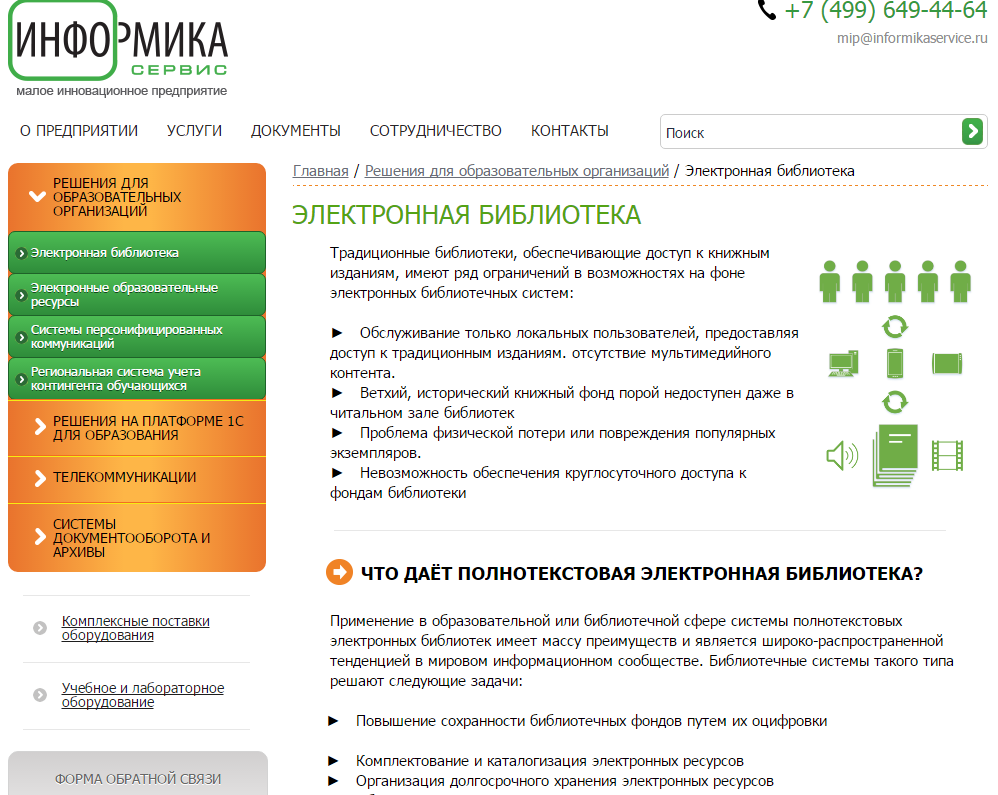 ИНФОРМИКА
СЕРВИС
малое инновационное предприятие
+7 (499) 649-44-64
mip@informikaservice.ru
О ПРЕДПРИЯТИИ УСЛУГИ ДОКУМЕНТЫ СОТРУДНИЧЕСТВО КОНТАКТЫ
Поиск
РЕШЕНИЯ ДЛЯ
ОБРАЗОВАТЕЛЬНЫХ
ОРГАНИЗАЦИЙ
Электронная библиотека
Электронные образовательные
ресурсы
Системы персонифицированных
коммуникаций
Региональная система учета
контингента обучающихся
РЕШЕНИЯ НА ПЛАТФОРМЕ 1С
ДЛЯ ОБРАЗОВАНИЯ
ТЕЛЕКОММУНИКАЦИИ
СИСТЕМЫ
ДОКУМЕНТООБОРОТА И
АРХИВЫ
Комплексные поставки
оборудования
Учебное и лабораторное
оборудование
ФОРМА ОБРАТНОЙ СВЯЗИ
Главная / Решения для образовательных организаций / Электронная библиотека
ЭЛЕКТРОННАЯ БИБЛИОТЕКА
Традиционные библиотеки, обеспечивающие доступ к книжным
изданиям, имеют ряд ограничений в возможностях на фоне
электронных библиотечных систем:
► Обслуживание только локальных пользователей, предоставляя
доступ к традиционным изданиям. отсутствие мультимедийного
контента.
► Ветхий, исторический книжный фонд порой недоступен даже в
читальном зале библиотек
► Проблема физической потери или повреждения популярных
экземпляров.
► Невозможность обеспечения круглосуточного доступа к
фондам библиотеки
ЧТО ДАЁТ ПОЛНОТЕКСТОВАЯ ЭЛЕКТРОННАЯ БИБЛИОТЕКА?
Применение в образовательной или библиотечной сфере системы полнотекстовых
электронных библиотек имеет массу преимуществ и является широко-распространенной
тенденцией в мировом информационном сообществе. Библиотечные системы такого типа
решают следующие задачи:
► Повышение сохранности библиотечных фондов путем их оцифровки
► Комплектование и каталогизация электронных ресурсов
► Организация долгосрочного хранения электронных ресурсов